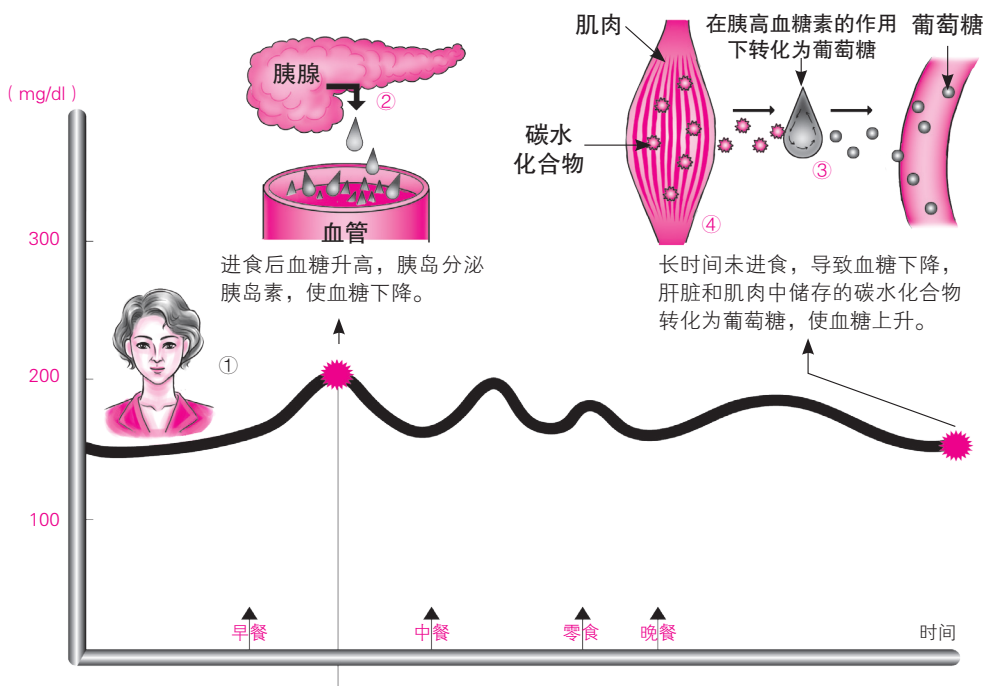 （mg/dl）
胰腺
②
血管
进食后血糖升高，胰岛分泌
胰岛素，使血糖下降。
肌肉
碳水
化合物
在胰高血糖素的作用
下转化为葡萄糖
葡萄糖
③
④
长时间未进食，导致血糖下降，
肝脏和肌肉中储存的碳水化合物
转化为葡萄糖，使血糖上升。
①
300
200
100
早餐
中餐
零食
晚餐
时间